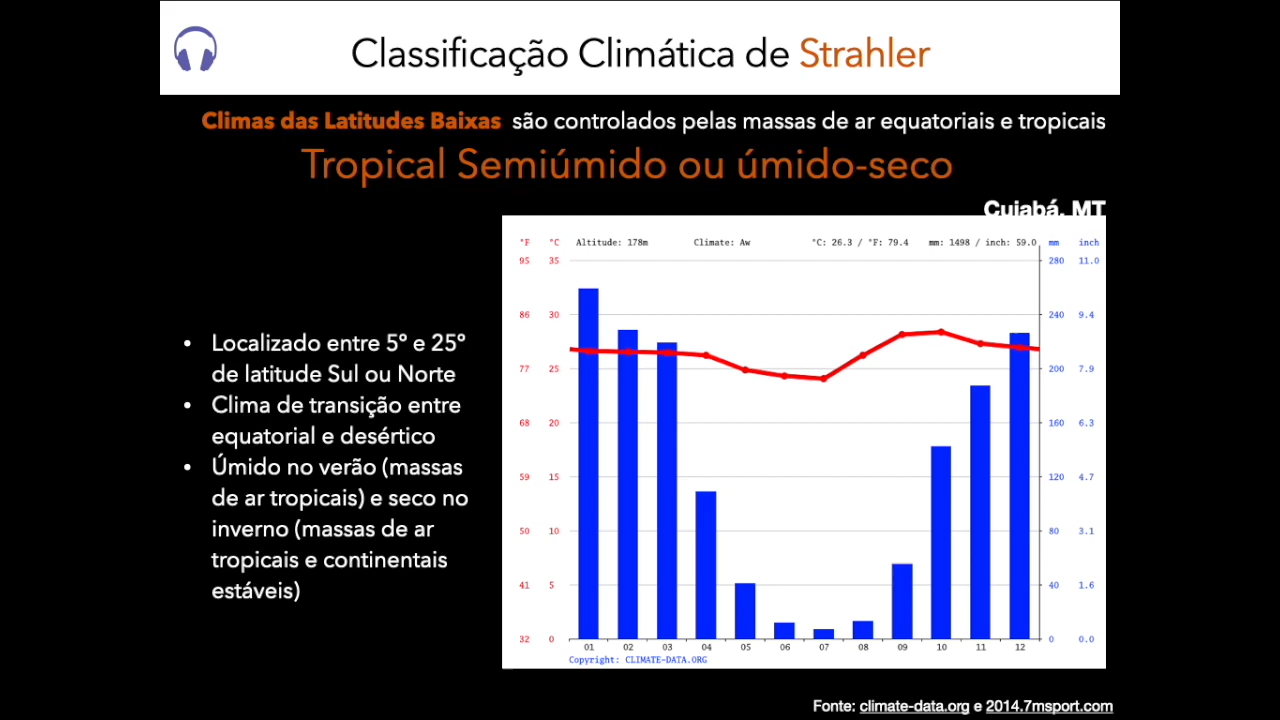 Classificação Climática de Strahler
Climas das Latitudes Baixas são controlados pelas massas de ar equatoriais e tropicais
Tropical Semiúmido ou úmido-seco
Cuiabá, MT
°F °C Altitude: 178m Climate: Aw °C: 26.3 / °F: 79.4 mm: 1498 / inch: 59.0 mm inch
95 35 280 11.0
86 30 240 9.4
77 25 200 7.9
68 20 160 6.3
59 15 120 4.7
50 10 80 3.1
41 5 40 1.6
32 0 0 0.0
01 02 03 04 05 06 07 08 09 10 11 12
Copyright: CLIMATE-DATA.ORG
• Localizado entre 5º e 25º
de latitude Sul ou Norte
• Clima de transição entre
equatorial e desértico
• Úmido no verão (massas
de ar tropicais) e seco no
inverno (massas de ar
tropicais e continentais
estáveis)
Fonte: climate-data.org e 2014.7msport.com